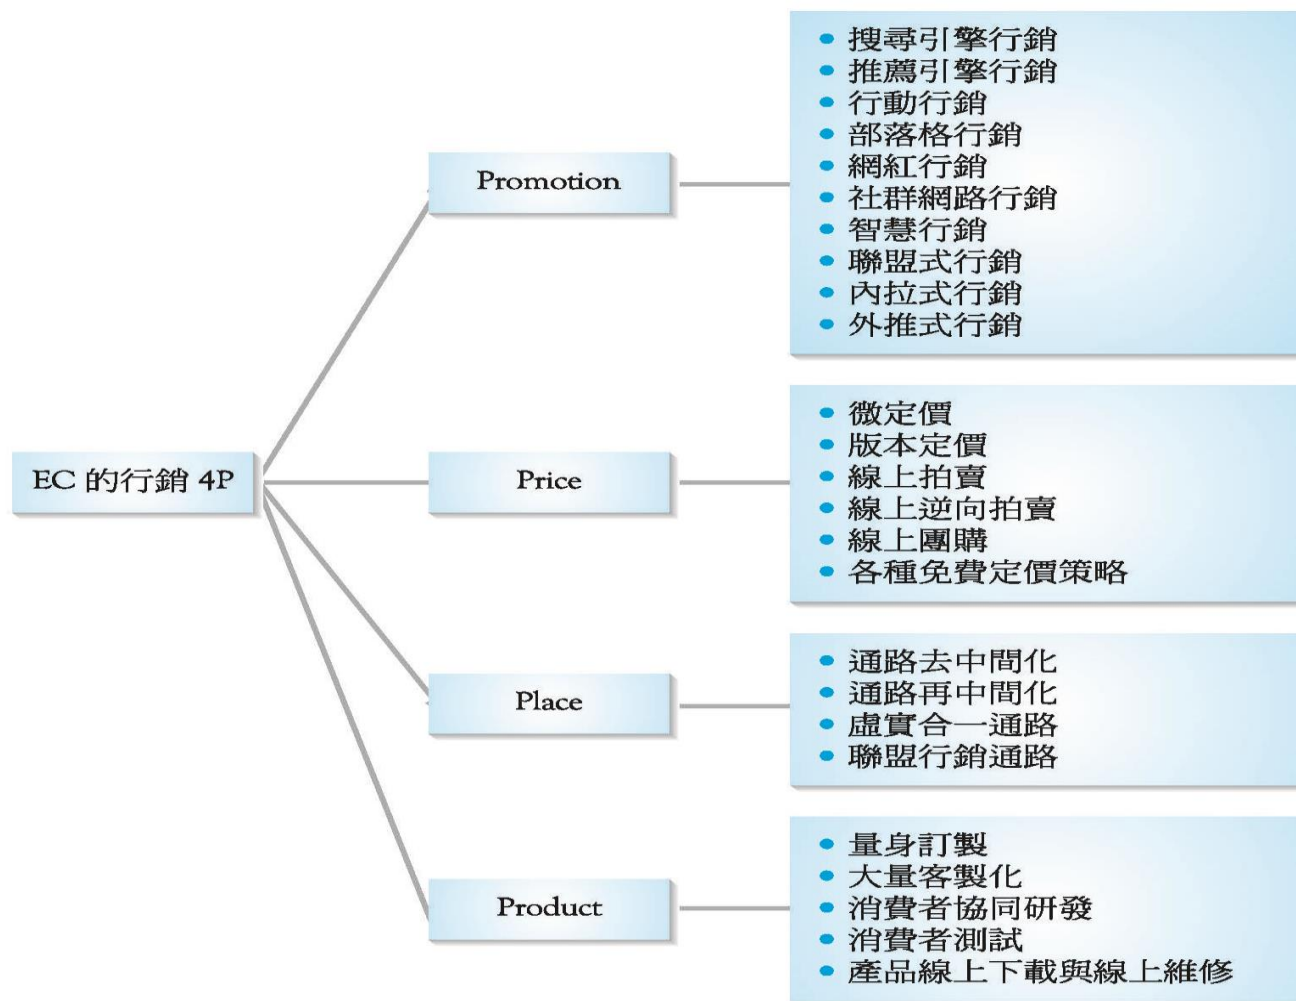 EC 的行銷 4P
Promotion
● 搜尋引擎行銷
● 推薦引擎行銷
● 行動行銷
● 部落格行銷
● 網紅行銷
● 社群網路行銷
● 智慧行銷
● 聯盟式行銷
● 內拉式行銷
● 外推式行銷
Price
● 微定價
● 版本定價
● 線上拍賣
● 線上逆向拍賣
● 線上團購
● 各種免費定價策略
Place
● 通路去中間化
● 通路再中間化
● 虛實合一通路
● 聯盟行銷通路
Product
● 量身訂製
● 大量客製化
● 消費者協同研發
● 消費者測試
● 產品線上下載與線上維修